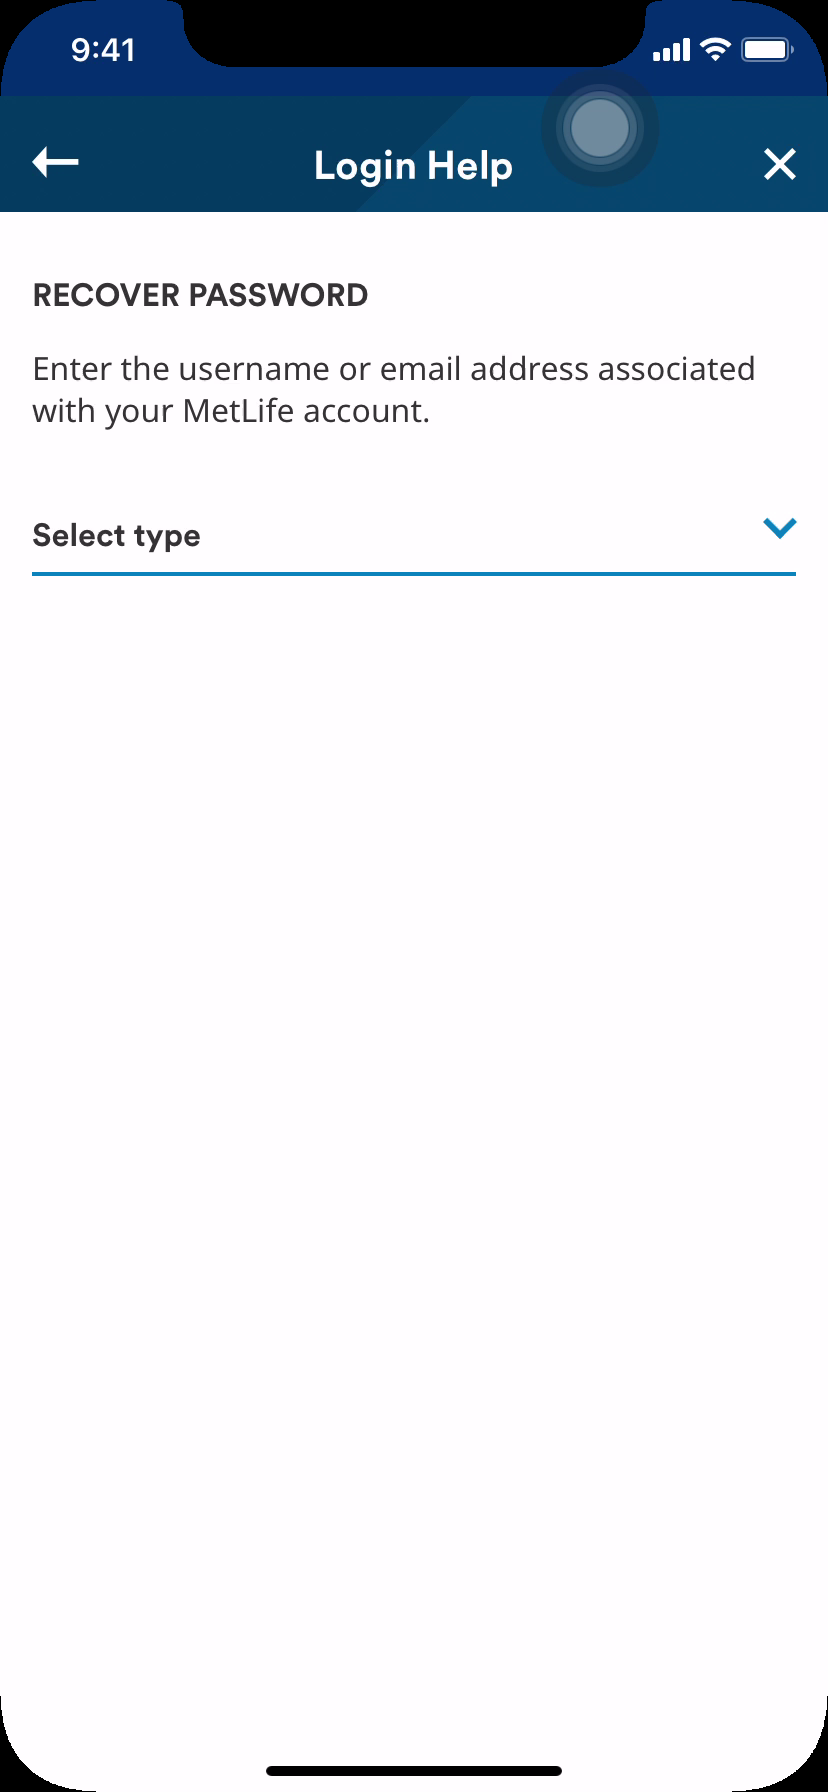 9:41
Login Help
RECOVER PASSWORD
Enter the username or email address associated
with your MetLife account.
Select type